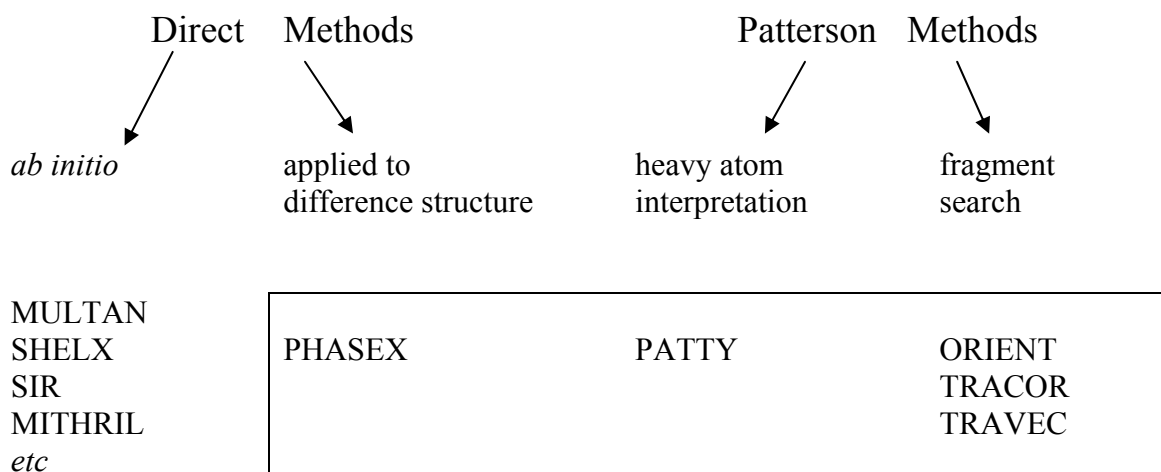 Direct Methods Patterson Methods
ab initio applied to heavy atom fragment
difference structure interpretation search
MULTAN
SHELX PHASEX PATTY ORIENT
SIR TRACOR
MITHRIL TRAVEC
etc